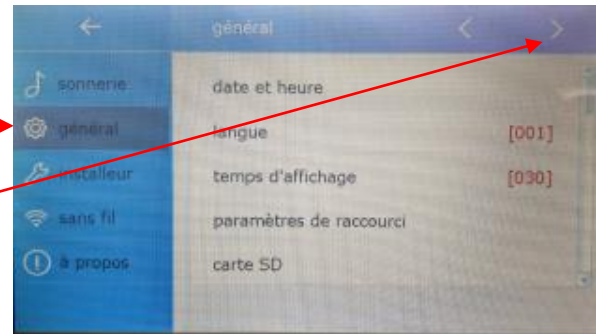 général
sonnerie
général
installeur
sans fil
à propos
date et heure
langue [001]
temps d'affichage [030]
paramètres de raccourci
carte SD